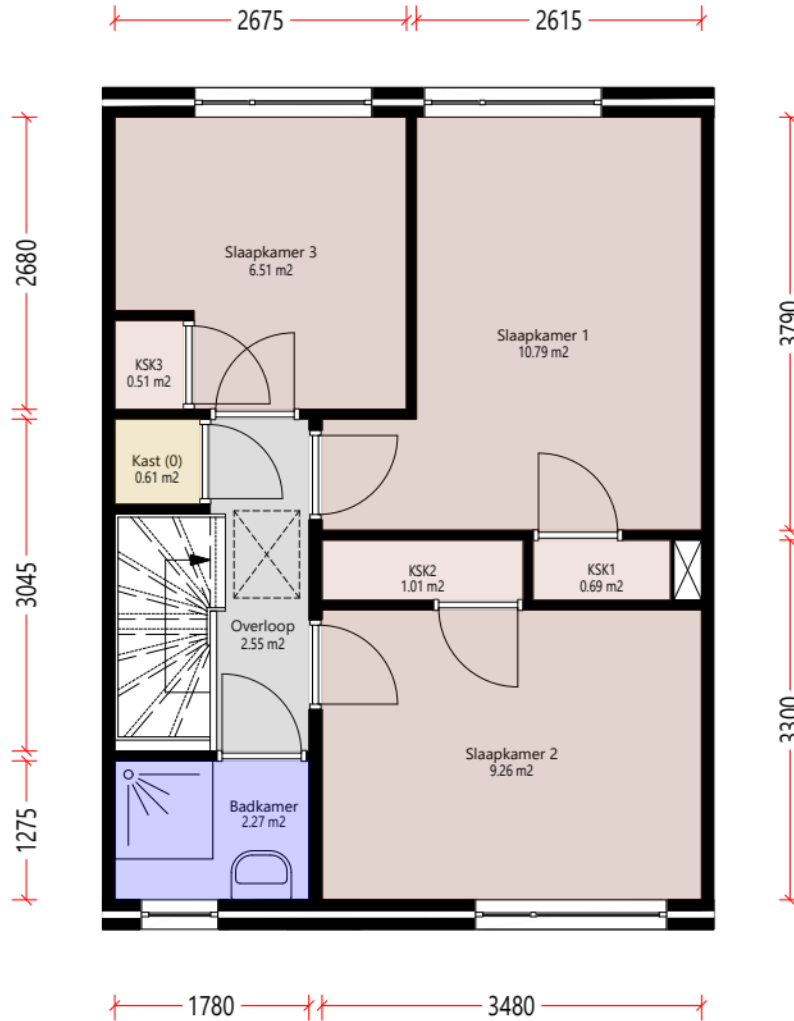 2675
2615
2680
3790
Slaapkamer 3
6.51 m2
Slaapkamer 1
10.79 m2
KSK3
0.51 m2
Kast (0)
0.61 m2
3045
KSK2
1.01 m2
KSK1
0.69 m2
Overloop
2.55 m2
3300
Slaapkamer 2
9.26 m2
1275
Badkamer
2.27 m2
1780
3480